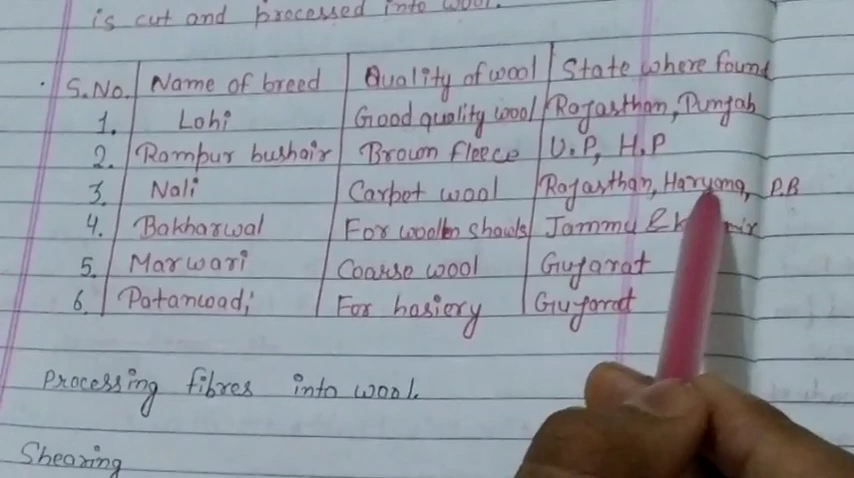 is cut and processed into wool.
S.No. Name of breed Quality of wool State where found
1. Lohi Good quality wool Rajasthan, Punjab
2. Rampur bushair Brown fleece U.P, H.P
3. Nali Carpet wool Rajasthan, Haryana, P.B
4. Bakharwal For woollen shawls Jammu &
5. Marwari Coarse wool Gujarat
6. Patanwadi For hosiery Gujarat
Processing fibres into wool.
Shearing